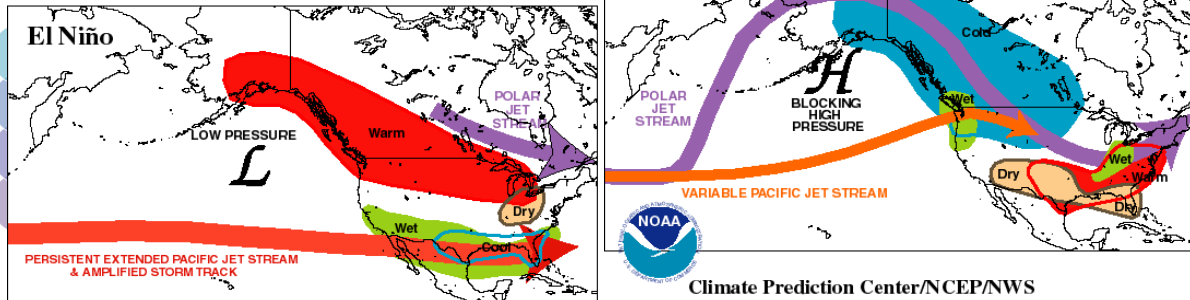 El Niño
POLAR
JET
STREAM
LOW PRESSURE
L
Warm
Dry
Wet
Cool
PERSISTENT EXTENDED PACIFIC JET STREAM
& AMPLIFIED STORM TRACK
Cold
POLAR
JET
STREAM
H
BLOCKING
HIGH
PRESSURE
Wet
VARIABLE PACIFIC JET STREAM
Dry
Wet
Warm
Dry
NOAA
Climate Prediction Center/NCEP/NWS